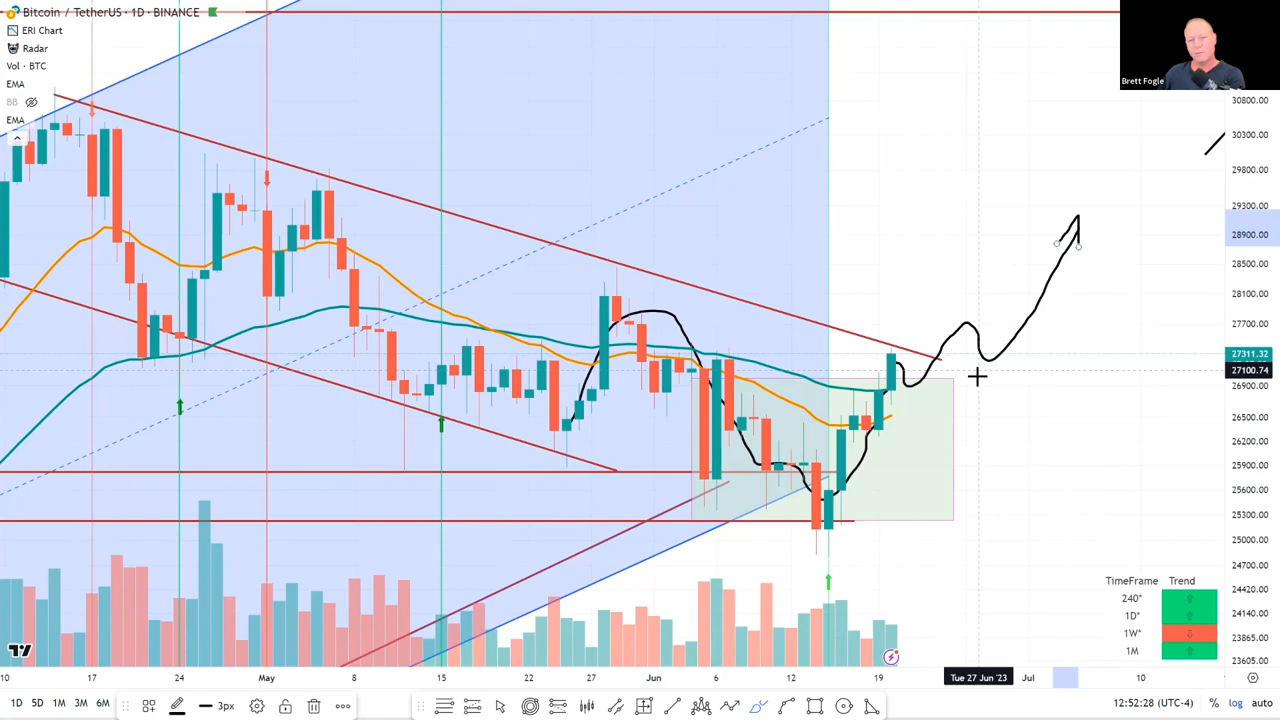 Bitcoin / TetherUS · 1D · BINANCE
ERI Chart
Radar
Vol · BTC
EMA
BB
EMA
Brett Fogle
30800.00
30300.00
29800.00
29300.00
28900.00
28500.00
28100.00
27700.00
27311.32
27100.74
26900.00
26500.00
26200.00
25900.00
25600.00
25300.00
25000.00
24700.00
24420.00
24140.00
23865.00
23605.00
TimeFrame Trend
240*
1D*
1W*
1M
10 17 24 May 8 15 22 27 Jun 6 12 19 Tue 27 Jun '23 Jul 10
1D 5D 1M 3M 6M 3px 12:52:28 (UTC-4) % log auto